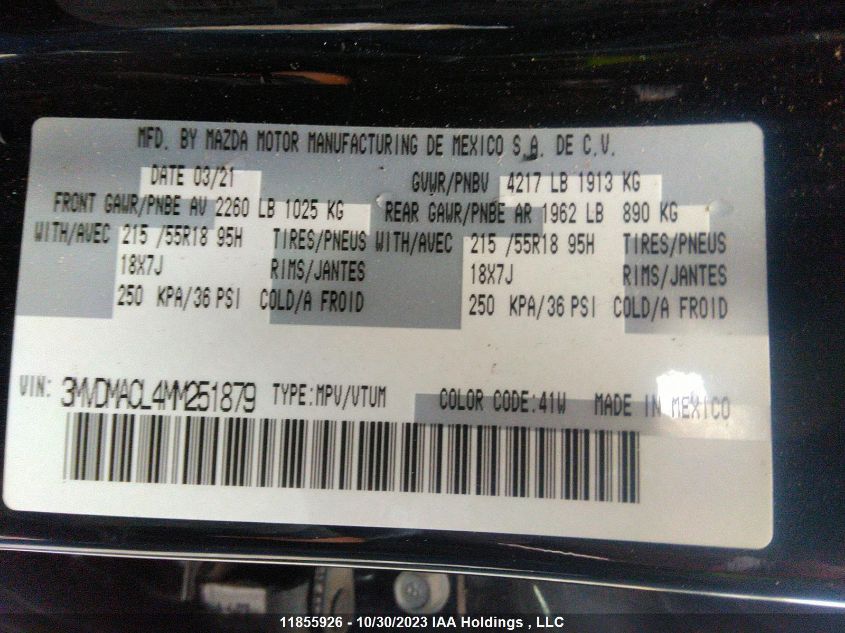 MFD. BY MAZDA MOTOR MANUFACTURING DE MEXICO S.A. DE C.V.
DATE 03/21 GVWR/PNBV 4217 LB 1913 KG
FRONT GAWR/PNBE AV 2260 LB 1025 KG REAR GAWR/PNBE AR 1962 LB 890 KG
WITH/AVEC 215 /55R18 95H TIRES/PNEUS WITH/AVEC 215 /55R18 95H TIRES/PNEUS
18X7J RIMS/JANTES 18X7J RIMS/JANTES
250 KPA/36 PSI COLD/A FROID 250 KPA/36 PSI COLD/A FROID
VIN: 3MVDMACL4MM251879 TYPE:MPV/VTUM COLOR CODE:41W MADE IN MEXICO
11855926 - 10/30/2023 IAA Holdings , LLC